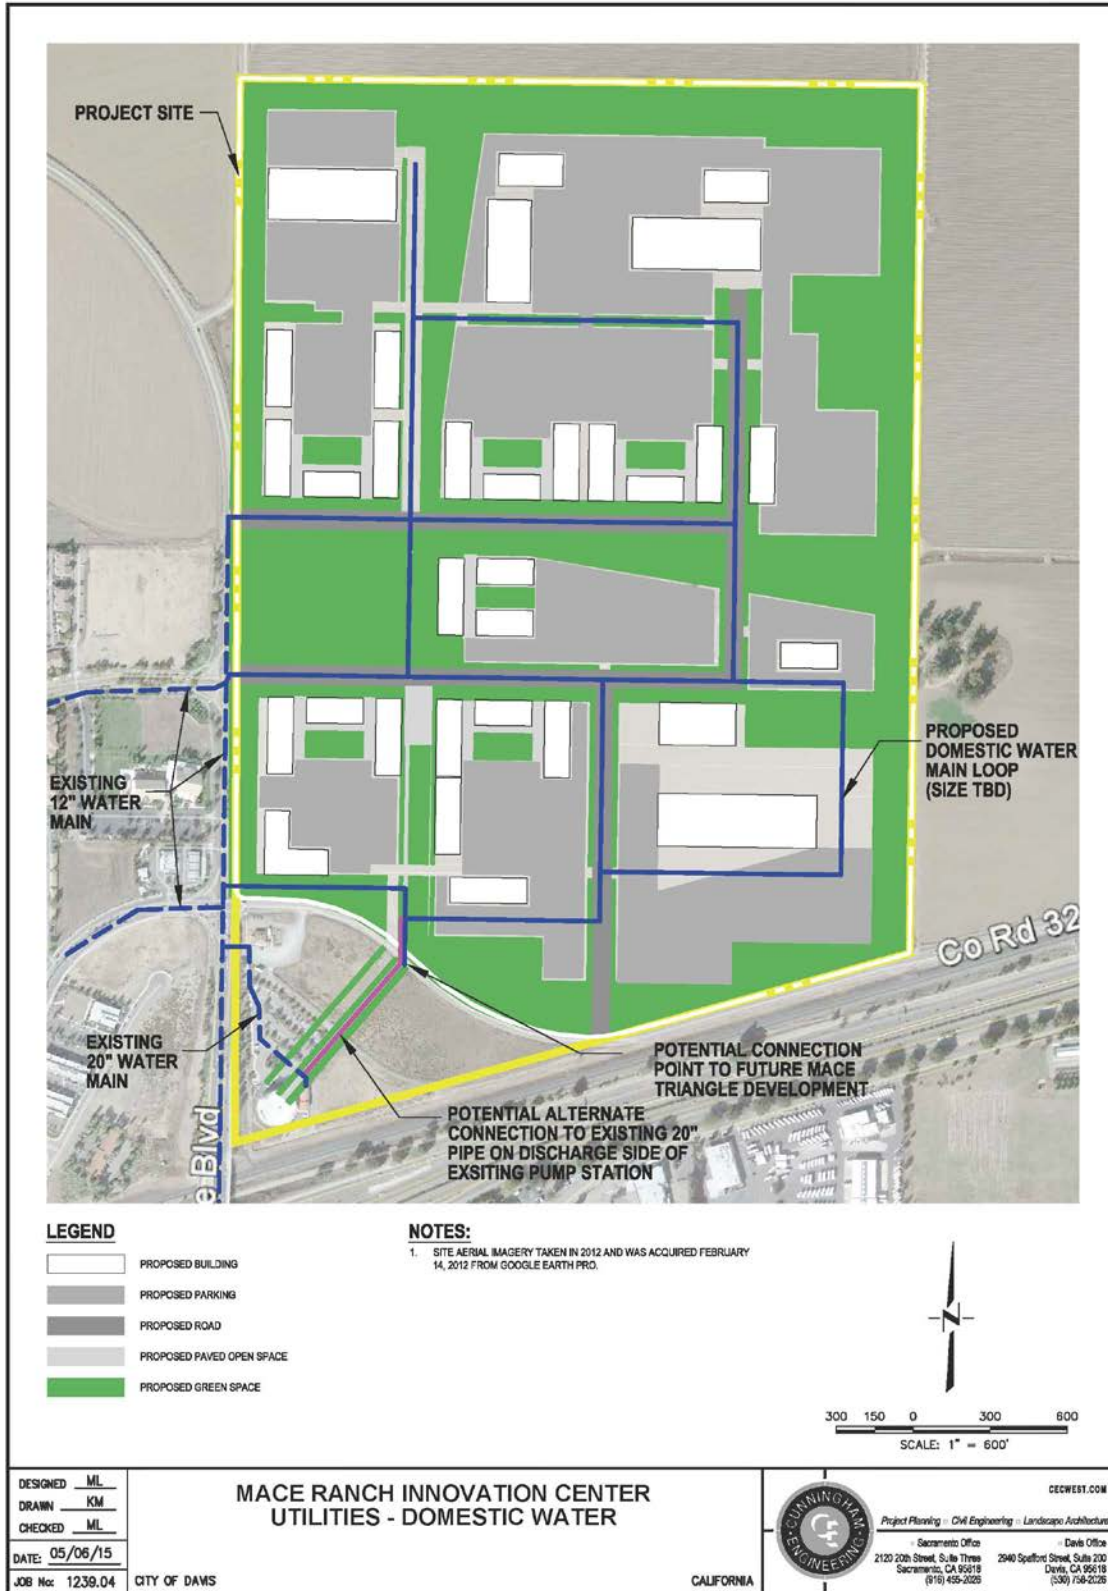 PROJECT SITE
EXISTING
12" WATER
MAIN
PROPOSED
DOMESTIC WATER
MAIN LOOP
(SIZE TBD)
Co Rd 32
EXISTING
20" WATER
MAIN
POTENTIAL CONNECTION
POINT TO FUTURE MACE
TRIANGLE DEVELOPMENT
POTENTIAL ALTERNATE
CONNECTION TO EXISTING 20"
PIPE ON DISCHARGE SIDE OF
EXSITING PUMP STATION
e Blvd
LEGEND
PROPOSED BUILDING
PROPOSED PARKING
PROPOSED ROAD
PROPOSED PAVED OPEN SPACE
PROPOSED GREEN SPACE
NOTES:
1. SITE AERIAL IMAGERY TAKEN IN 2012 AND WAS ACQUIRED FEBRUARY
14, 2012 FROM GOOGLE EARTH PRO.
N
300 150 0 300 600
SCALE: 1" = 600'
DESIGNED ML
DRAWN KM
CHECKED ML
DATE: 05/06/15
JOB No: 1239.04
MACE RANCH INNOVATION CENTER
UTILITIES - DOMESTIC WATER
CITY OF DAVIS
CALIFORNIA
CUNNINGHAM
ENGINEERING
CE
CECWEST.COM
Project Planning Civil Engineering Landscape Architecture
Sacramento Office
2120 20th Street, Suite Three
Sacramento, CA 95818
(916) 455-2026
Davis Office
2940 Spafford Street, Suite 200
Davis, CA 95618
(530) 758-2026